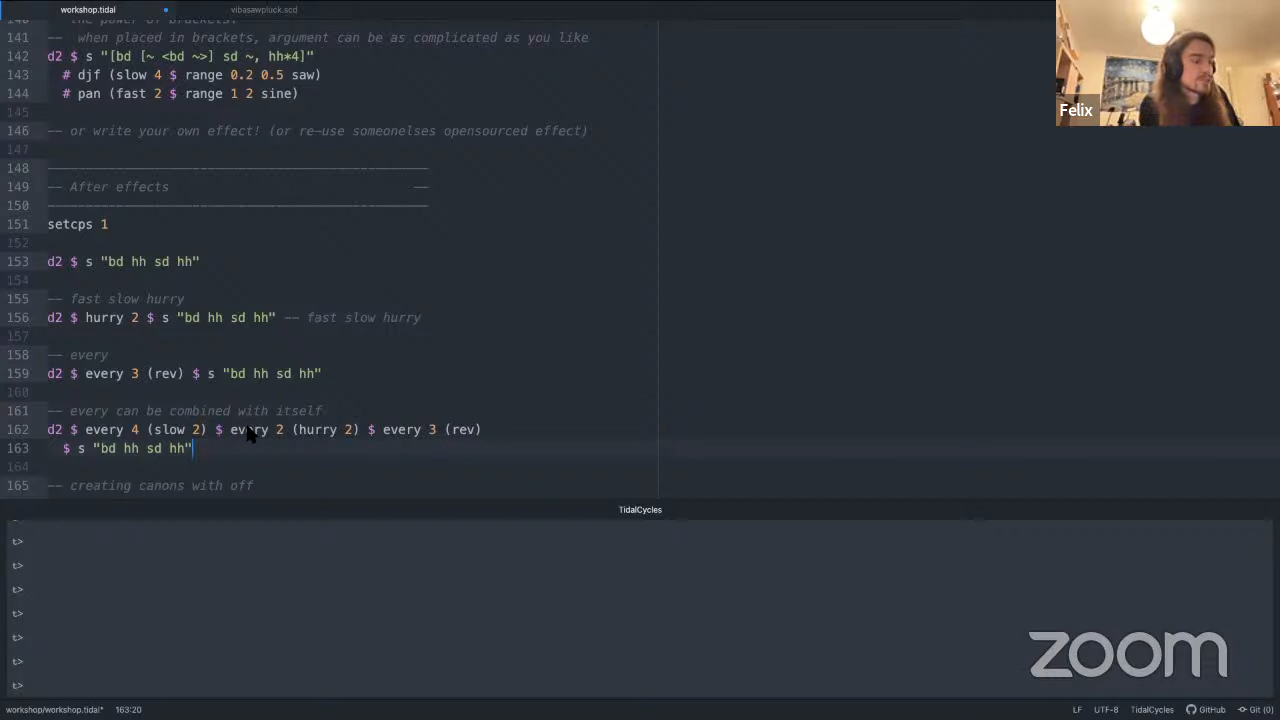 workshop.tidal
vibasawpluck.scd
140 the power of brackets!
141 -- when placed in brackets, argument can be as complicated as you like
142 d2 $ s "[bd [~ <bd ~>] sd ~, hh*4]"
143 # djf (slow 4 $ range 0.2 0.5 saw)
144 # pan (fast 2 $ range 1 2 sine)
145
146 -- or write your own effect! (or re-use someonelses opensourced effect)
147
148 --------------------------------------------------
149 -- After effects --
150 --------------------------------------------------
151 setcps 1
152
153 d2 $ s "bd hh sd hh"
154
155 -- fast slow hurry
156 d2 $ hurry 2 $ s "bd hh sd hh" -- fast slow hurry
157
158 -- every
159 d2 $ every 3 (rev) $ s "bd hh sd hh"
160
161 -- every can be combined with itself
162 d2 $ every 4 (slow 2) $ every 2 (hurry 2) $ every 3 (rev)
163 $ s "bd hh sd hh"
164
165 -- creating canons with off
TidalCycles
t>
t>
t>
t>
t>
t>
t>
workshop/workshop.tidal* 163:20
LF UTF-8 TidalCycles GitHub Git (0)
Felix
zoom